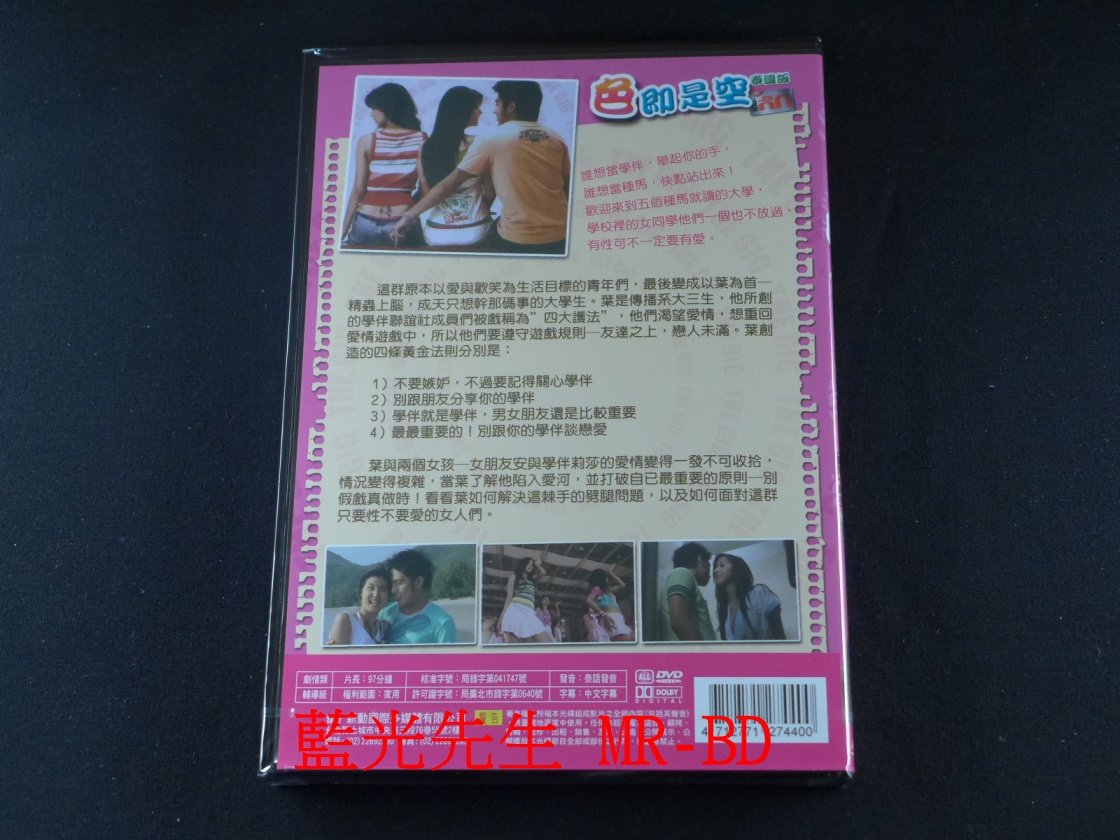 色即是空
泰國版
誰想當學伴，舉起你的手，
誰想當種馬，快點站出來！
歡迎來到五個種馬就讀的大學，
學校裡的女同學他們一個也不放過，
有性可不一定要有愛。
這群原本以愛與歡笑為生活目標的青年們，最後變成以葉為首—
精蟲上腦，成天只想幹那碼事的大學生。葉是傳播系大三生，他所創
的學伴聯誼社成員們被戲稱為”四大護法”，他們渴望愛情，想重回
愛情遊戲中，所以他們要遵守遊戲規則—友達之上，戀人未滿。葉創
造的四條黃金法則分別是：
1）不要嫉妒，不過要記得關心學伴
2）別跟朋友分享你的學伴
3）學伴就是學伴，男女朋友還是比較重要
4）最最重要的！別跟你的學伴談戀愛
葉與兩個女孩—女朋友安與學伴莉莎的愛情變得一發不可收拾，
情況變得複雜，當葉了解他陷入愛河，並打破自已最重要的原則—別
假戲真做時！看看葉如何解決這棘手的劈腿問題，以及如何面對這群
只要性不要愛的女人們。
劇情類 片長：97分鐘 核准字號：局錄字第041747號 發音：泰語發音
輔導級 權利範圍：家用 許可證字號：局廣北市錄字第0640號 字幕：中文字幕
ALL DVD
DOLBY
DIGITAL
新動國際多媒體有限公司
警告
藍光先生 MR-BD